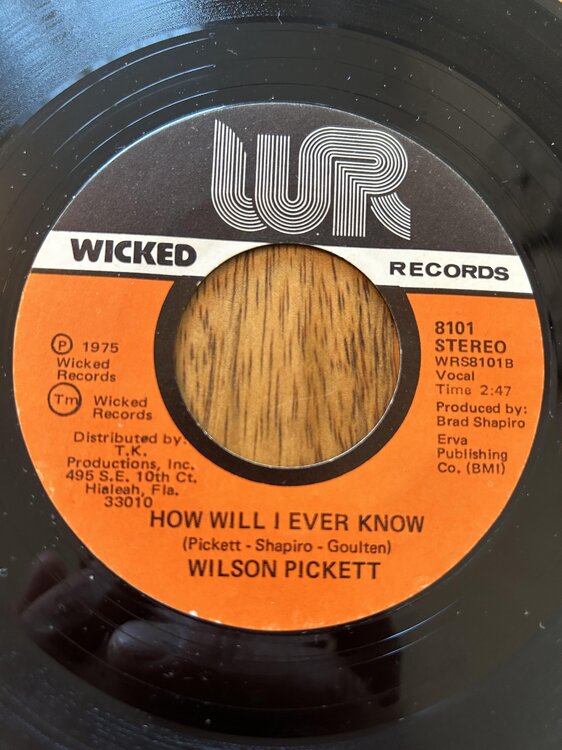 WR
WICKED
RECORDS
8101
STEREO
WRS8101B
Vocal
Time 2:47
Produced by:
Brad Shapiro
Erva
Publishing
Co. (BMI)
P 1975
Wicked
Records
Tm Wicked
Records
Distributed by:
T.K.
Productions, Inc.
495 S.E. 10th Ct.
Hialeah, Fla.
33010
HOW WILL I EVER KNOW
(Pickett - Shapiro - Goulten)
WILSON PICKETT